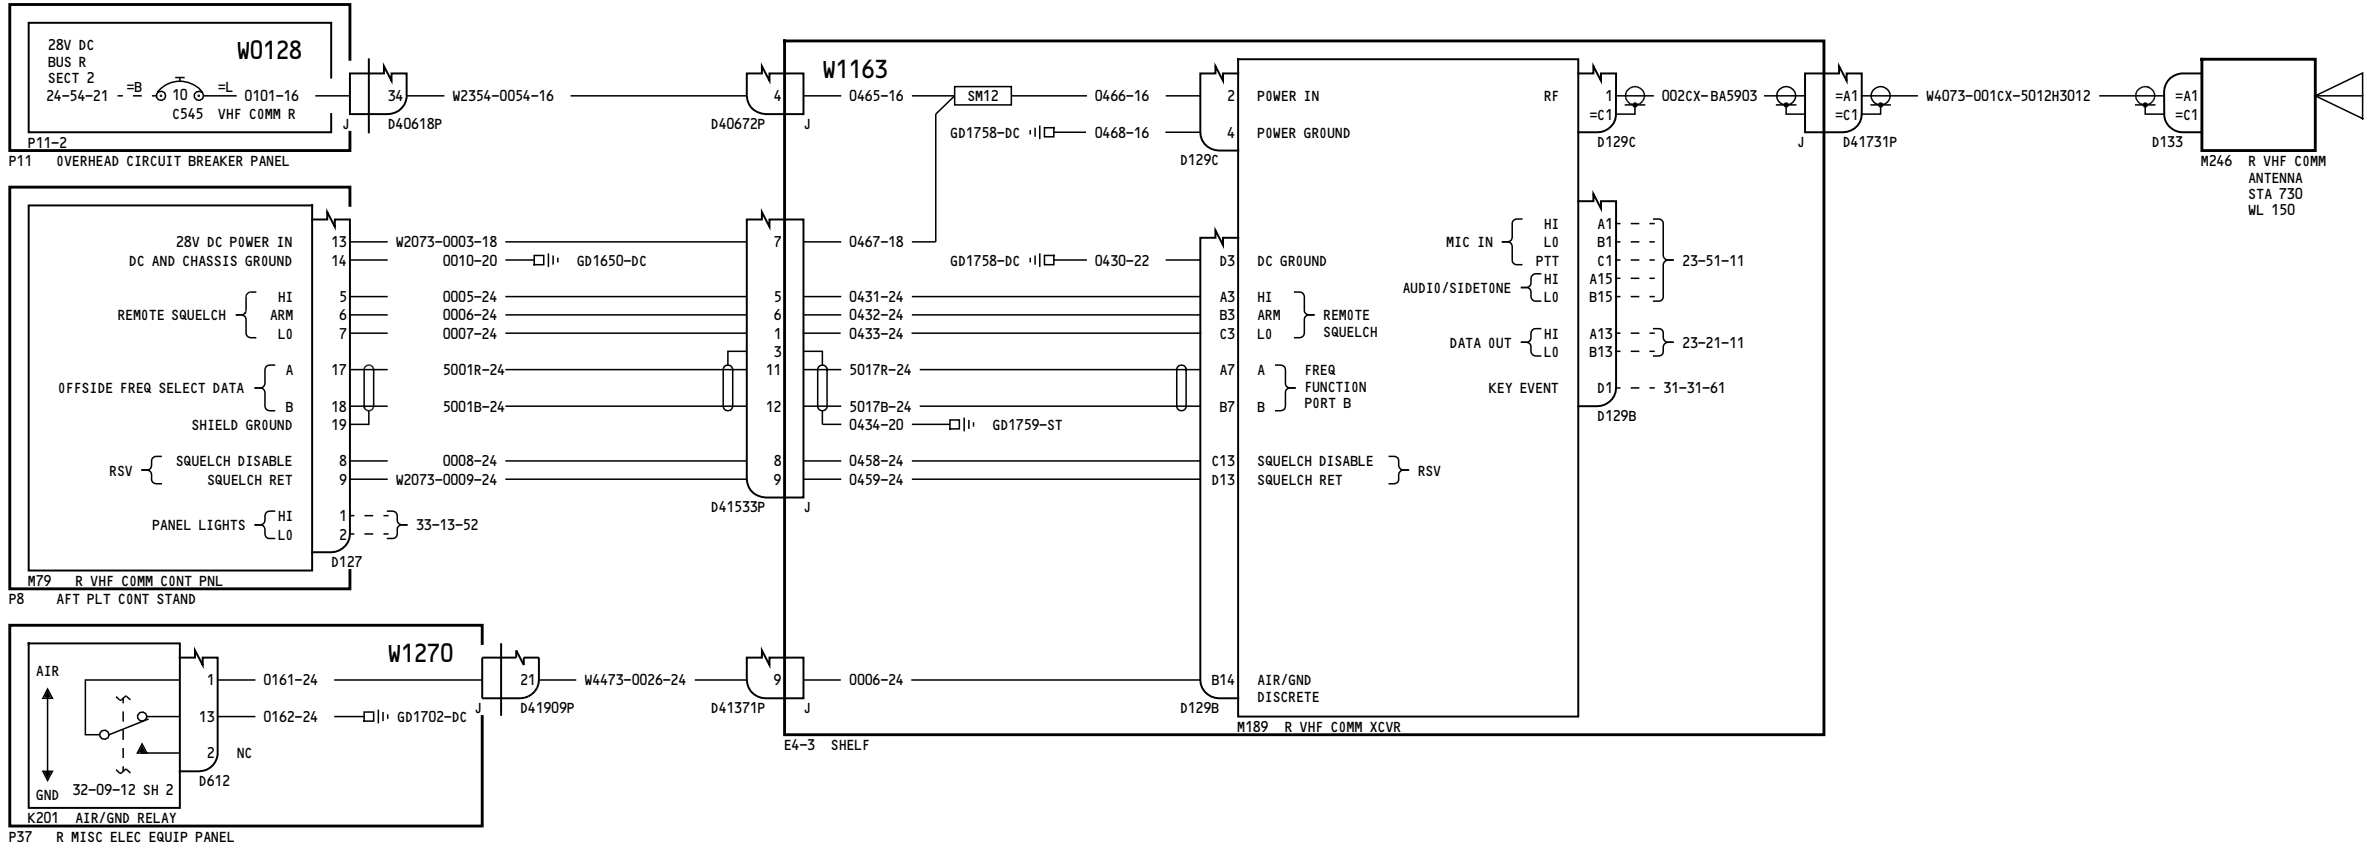 28V DC
BUS R
SECT 2
24-54-21
=B
10
=L
0101-16
C545 VHF COMM R
W0128
P11-2
P11 OVERHEAD CIRCUIT BREAKER PANEL
J
34
D40618P
W2354-0054-16
4
D40672P
J
W1163
0465-16
SM12
0466-16
2
POWER IN
GD1758-DC
0468-16
4
POWER GROUND
D129C
RF
1
=C1
D129C
002CX-BA5903
J
=A1
=C1
D41731P
W4073-001CX-5012H3012
=A1
=C1
D133
M246 R VHF COMM
ANTENNA
STA 730
WL 150
28V DC POWER IN
13
W2073-0003-18
7
0467-18
DC AND CHASSIS GROUND
14
0010-20
GD1650-DC
GD1758-DC
0430-22
D3
DC GROUND
REMOTE SQUELCH
HI
5
0005-24
5
0431-24
A3
HI
ARM
6
0006-24
6
0432-24
B3
ARM
REMOTE
SQUELCH
LO
7
0007-24
1
0433-24
C3
LO
3
OFFSIDE FREQ SELECT DATA
A
17
5001R-24
11
5017R-24
A7
A
FREQ
FUNCTION
PORT B
B
18
5001B-24
12
5017B-24
B7
B
SHIELD GROUND
19
0434-20
GD1759-ST
RSV
SQUELCH DISABLE
8
0008-24
8
0458-24
C13
SQUELCH DISABLE
RSV
SQUELCH RET
9
W2073-0009-24
9
0459-24
D13
SQUELCH RET
D41533P
J
PANEL LIGHTS
HI
1
LO
2
33-13-52
D127
M79 R VHF COMM CONT PNL
P8 AFT PLT CONT STAND
MIC IN
HI
A1
LO
B1
PTT
C1
23-51-11
AUDIO/SIDETONE
HI
A15
LO
B15
DATA OUT
HI
A13
LO
B13
23-21-11
KEY EVENT
D1
31-31-61
D129B
W1270
AIR
GND
1
0161-24
J
21
D41909P
W4473-0026-24
9
D41371P
J
0006-24
B14
AIR/GND
DISCRETE
D129B
13
0162-24
GD1702-DC
2
NC
D612
32-09-12 SH 2
K201 AIR/GND RELAY
P37 R MISC ELEC EQUIP PANEL
M189 R VHF COMM XCVR
E4-3 SHELF